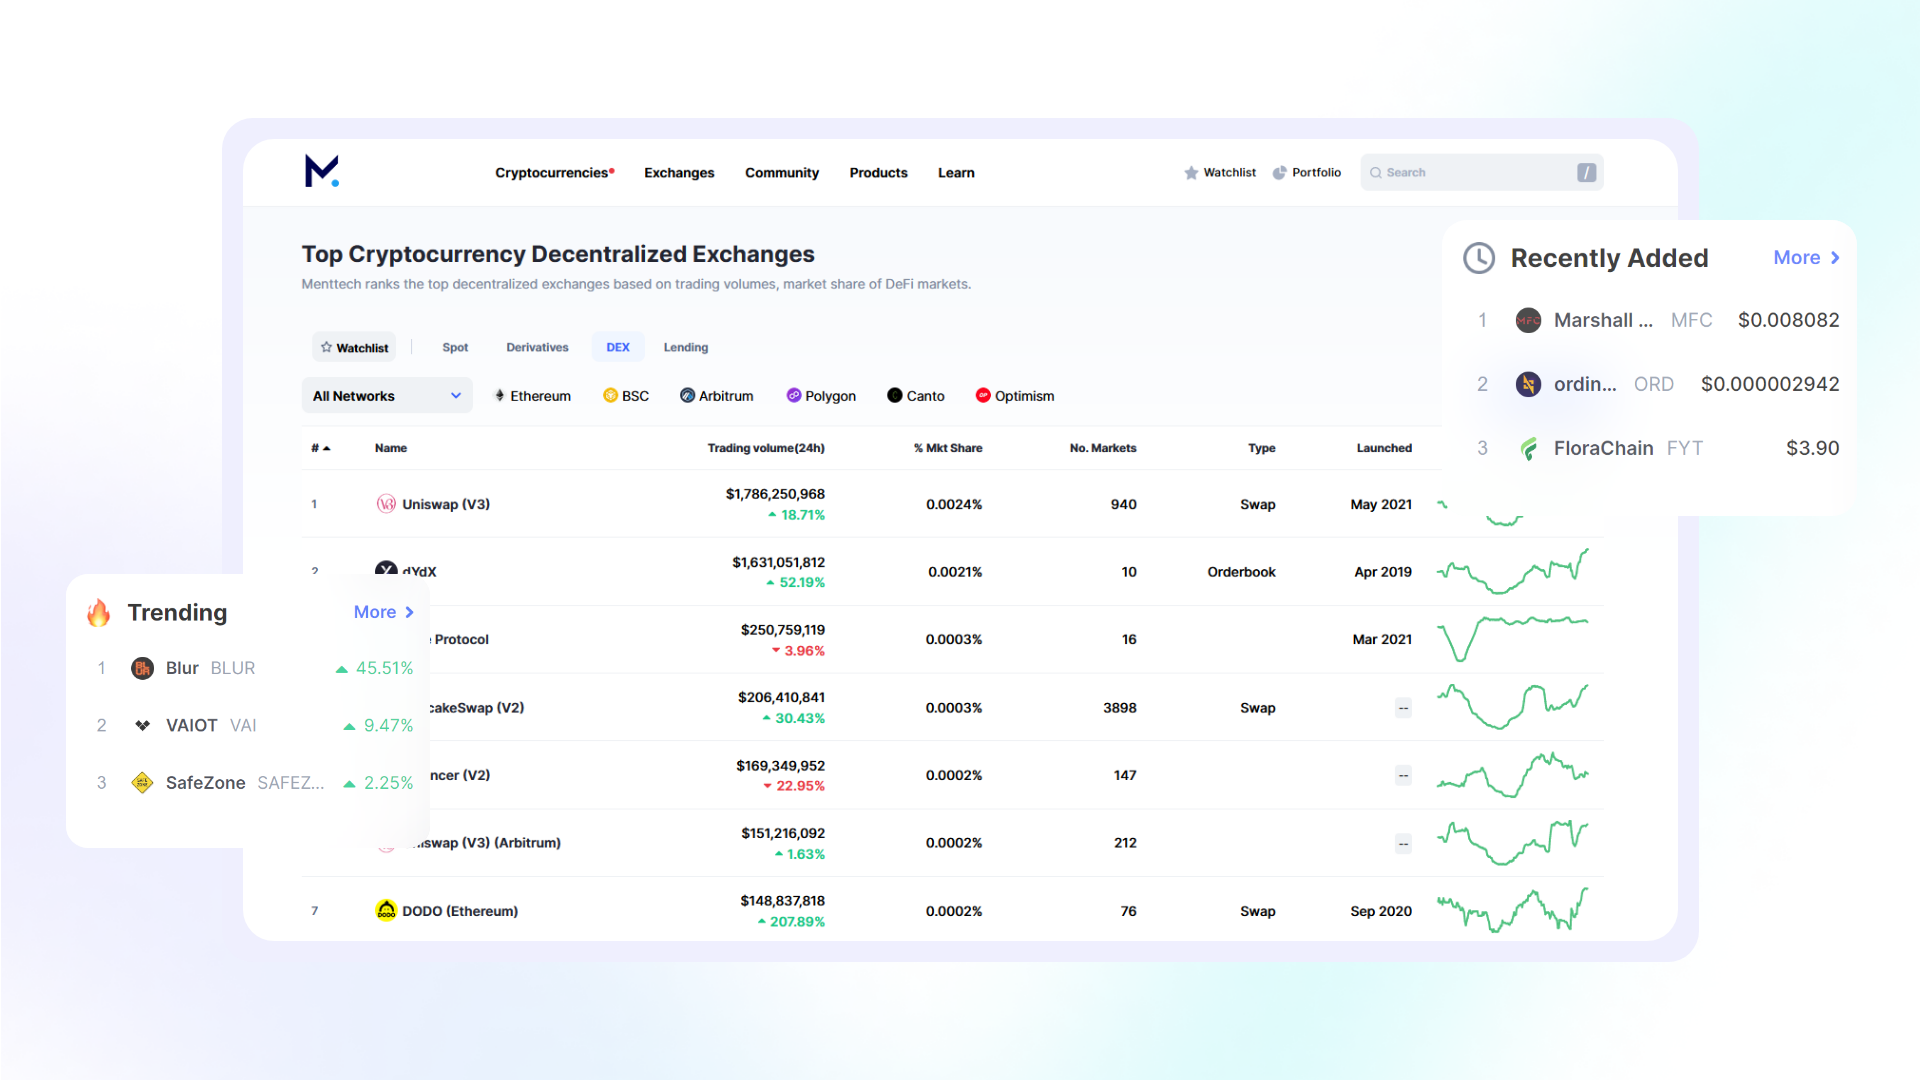 Cryptocurrencies Exchanges Community Products Learn Watchlist Portfolio Search /
Top Cryptocurrency Decentralized Exchanges
Menttech ranks the top decentralized exchanges based on trading volumes, market share of DeFi markets.
Watchlist Spot Derivatives DEX Lending
All Networks Ethereum BSC Arbitrum Polygon Canto Optimism
# Name Trading volume(24h) % Mkt Share No. Markets Type Launched
1 Uniswap (V3) $1,786,250,968 0.0024% 940 Swap May 2021
18.71%
2 dYdX $1,631,051,812 0.0021% 10 Orderbook Apr 2019
52.19%
Protocol $250,759,119 0.0003% 16 Mar 2021
3.96%
cakeSwap (V2) $206,410,841 0.0003% 3898 Swap --
30.43%
ncer (V2) $169,349,952 0.0002% 147 --
22.95%
swap (V3) (Arbitrum) $151,216,092 0.0002% 212 --
1.63%
7 DODO (Ethereum) $148,837,818 0.0002% 76 Swap Sep 2020
207.89%
Recently Added More
1 MFC Marshall ... MFC $0.008082
2 ordin... ORD $0.000002942
3 FloraChain FYT $3.90
Trending More
1 Blur BLUR 45.51%
2 VAIOT VAI 9.47%
3 SafeZone SAFEZ... 2.25%